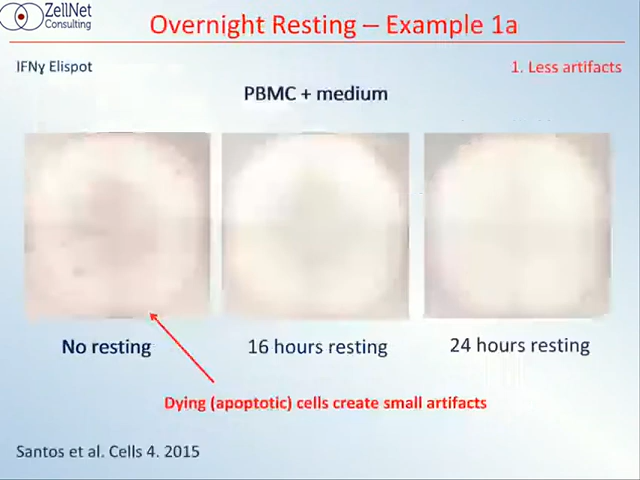 ZellNet
Consulting
Overnight Resting – Example 1a
IFNγ Elispot
1. Less artifacts
PBMC + medium
No resting
16 hours resting
24 hours resting
Dying (apoptotic) cells create small artifacts
Santos et al. Cells 4. 2015